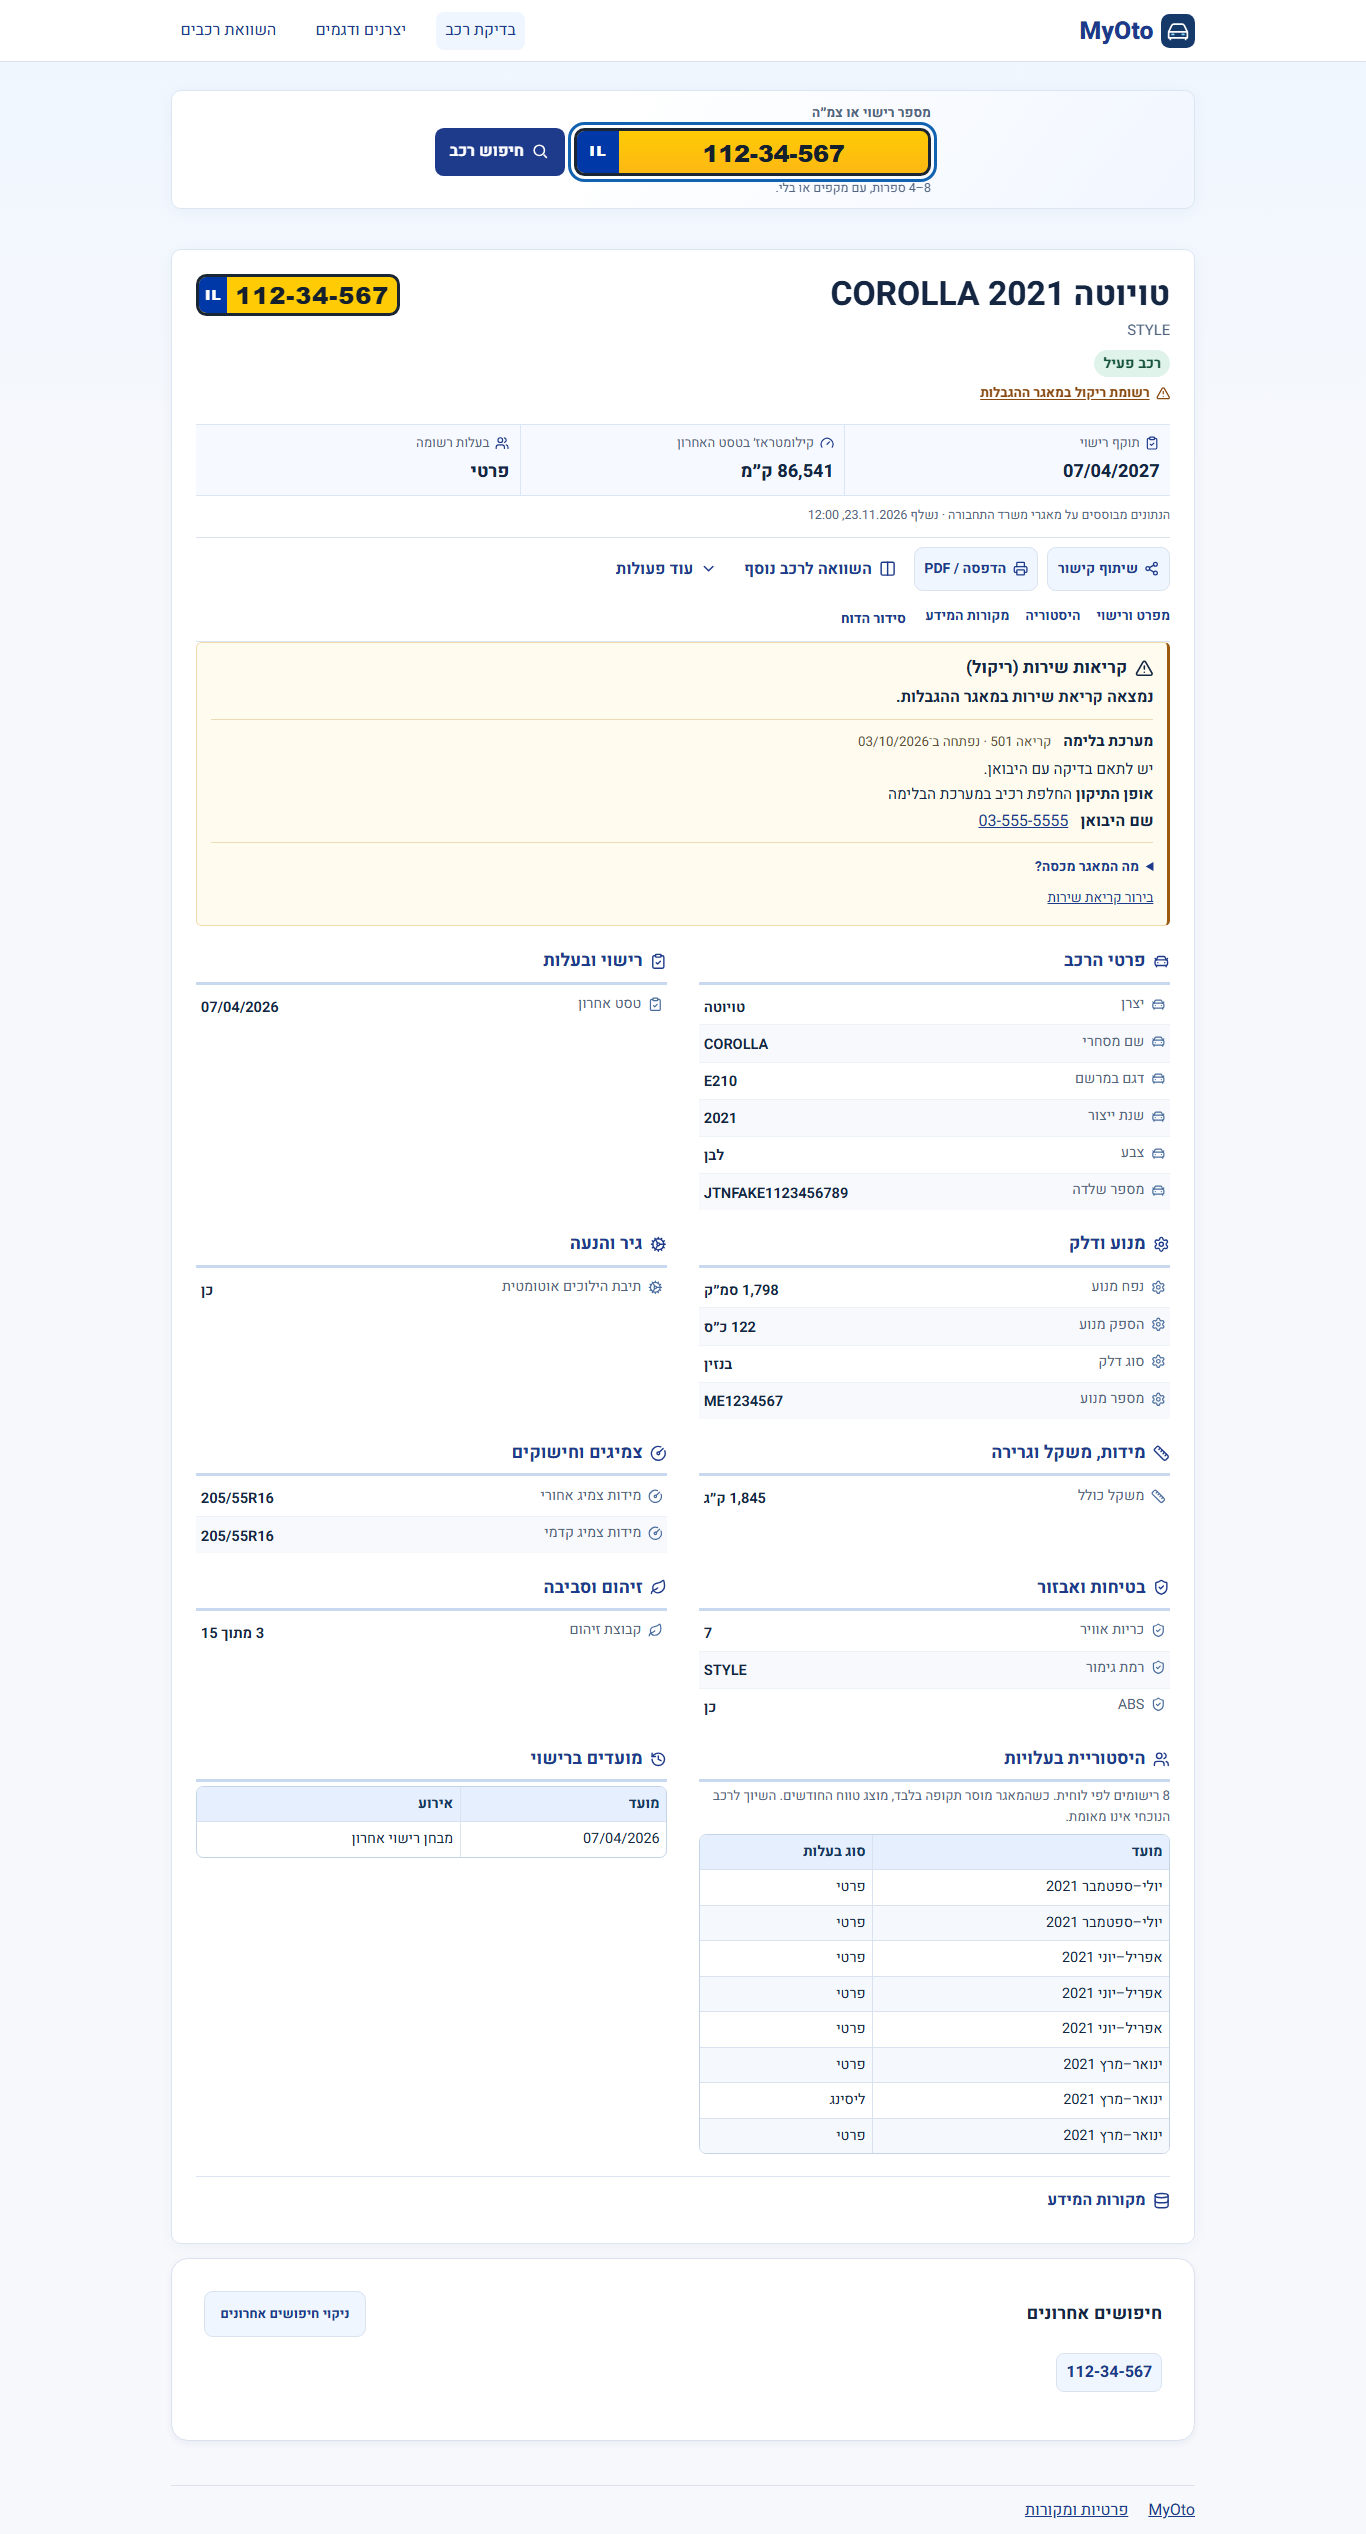 MyOto
בדיקת רכב
יצרנים ודגמים
השוואת רכבים
מספר רישוי או צמ״ה
112-34-567
IL
חיפוש רכב
4–8 ספרות, עם מקפים או בלי.
טויוטה COROLLA 2021
112-34-567
IL
STYLE
רכב פעיל
רשומת ריקול במאגר ההגבלות
תוקף רישוי
07/04/2027
קילומטראז׳ בטסט האחרון
86,541 ק״מ
בעלות רשומה
פרטי
הנתונים מבוססים על מאגרי משרד התחבורה · נשלף 23.11.2026, 12:00
שיתוף קישור
הדפסה / PDF
השוואה לרכב נוסף
עוד פעולות
מפרט ורישוי
היסטוריה
מקורות המידע
סידור הדוח
קריאות שירות (ריקול)
נמצאה קריאת שירות במאגר ההגבלות.
מערכת בלימה קריאה 501 · נפתחה ב־03/10/2026
יש לתאם בדיקה עם היבואן.
אופן התיקון החלפת רכיב במערכת הבלימה
שם היבואן 03-555-5555
מה המאגר מכסה?
בירור קריאת שירות
פרטי הרכב
יצרן טויוטה
שם מסחרי COROLLA
דגם במרשם E210
שנת ייצור 2021
צבע לבן
מספר שלדה JTNFAKE1123456789
רישוי ובעלות
טסט אחרון 07/04/2026
מנוע ודלק
נפח מנוע 1,798 סמ״ק
הספק מנוע 122 כ״ס
סוג דלק בנזין
מספר מנוע ME1234567
גיר והנעה
תיבת הילוכים אוטומטית כן
מידות, משקל וגרירה
משקל כולל 1,845 ק״ג
צמיגים וחישוקים
מידות צמיג אחורי 205/55R16
מידות צמיג קדמי 205/55R16
בטיחות ואבזור
כריות אוויר 7
רמת גימור STYLE
ABS כן
זיהום וסביבה
קבוצת זיהום 3 מתוך 15
היסטוריית בעלויות
8 רישומים לפי לוחית. כשהמאגר מוסר תקופה בלבד, מוצג טווח החודשים. השיוך לרכב
הנוכחי אינו מאומת.
מועד סוג בעלות
יולי–ספטמבר 2021 פרטי
יולי–ספטמבר 2021 פרטי
אפריל–יוני 2021 פרטי
אפריל–יוני 2021 פרטי
אפריל–יוני 2021 פרטי
ינואר–מרץ 2021 פרטי
ינואר–מרץ 2021 ליסינג
ינואר–מרץ 2021 פרטי
מועדים ברישוי
מועד אירוע
07/04/2026 מבחן רישוי אחרון
מקורות המידע
חיפושים אחרונים
ניקוי חיפושים אחרונים
112-34-567
MyOto
פרטיות ומקורות